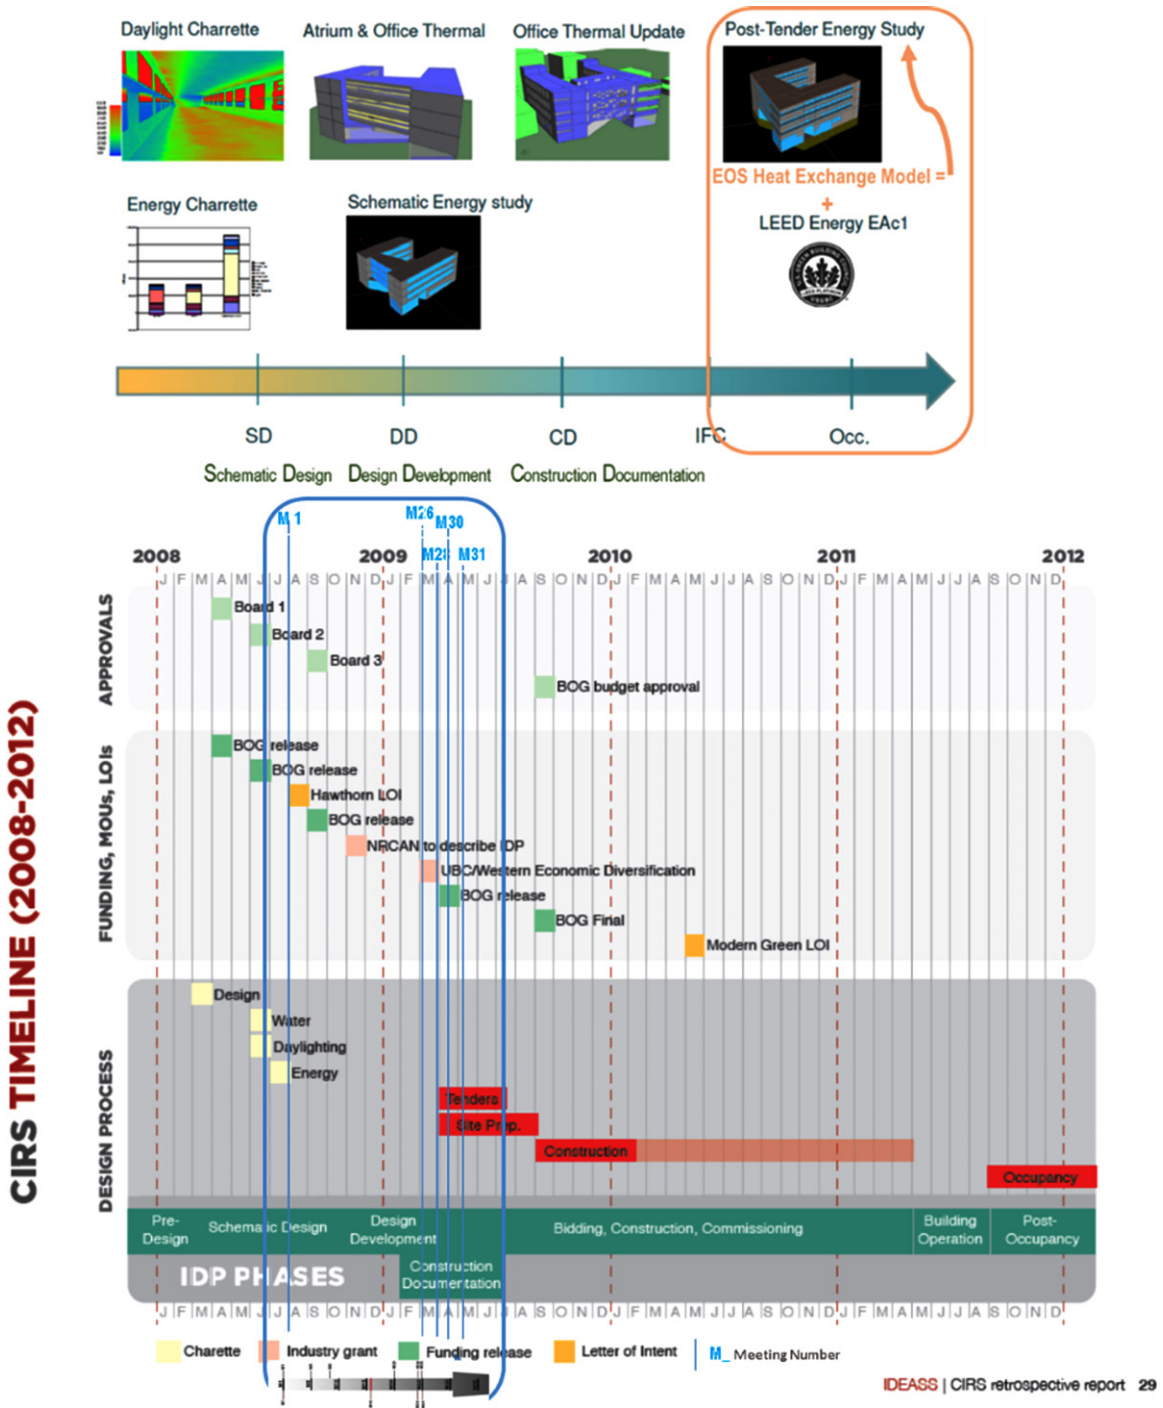 Daylight Charrette
Atrium & Office Thermal
Office Thermal Update
Post-Tender Energy Study
EOS Heat Exchange Model =
+
LEED Energy EAc1
Energy Charrette
Schematic Energy study
SD
DD
CD
IFC
Occ.
Schematic Design
Design Development
Construction Documentation
M 1
M26
M30
M28
M31
2008
2009
2010
2011
2012
J F M A M J J A S O N D J F M A M J J A S O N D J F M A M J J A S O N D J F M A M J J A S O N D
CIRS TIMELINE (2008-2012)
APPROVALS
Board 1
Board 2
Board 3
BOG budget approval
FUNDING, MOUs, LOIs
BOG release
BOG release
Hawthorn LOI
BOG release
NRCAN to describe IDP
UBC/Western Economic Diversification
BOG release
BOG Final
Modern Green LOI
DESIGN PROCESS
Design
Water
Daylighting
Energy
Tenders
Site Prep.
Construction
Occupancy
Pre-
Design
Schematic Design
Design
Development
Bidding, Construction, Commissioning
Building
Operation
Post-
Occupancy
IDP PHASES
Construction
Documentation
J F M A M J J A S O N D J F M A M J J A S O N D J F M A M J J A S O N D J F M A M J J A S O N D
Charette
Industry grant
Funding release
Letter of Intent
M_ Meeting Number
IDEASS | CIRS retrospective report 29